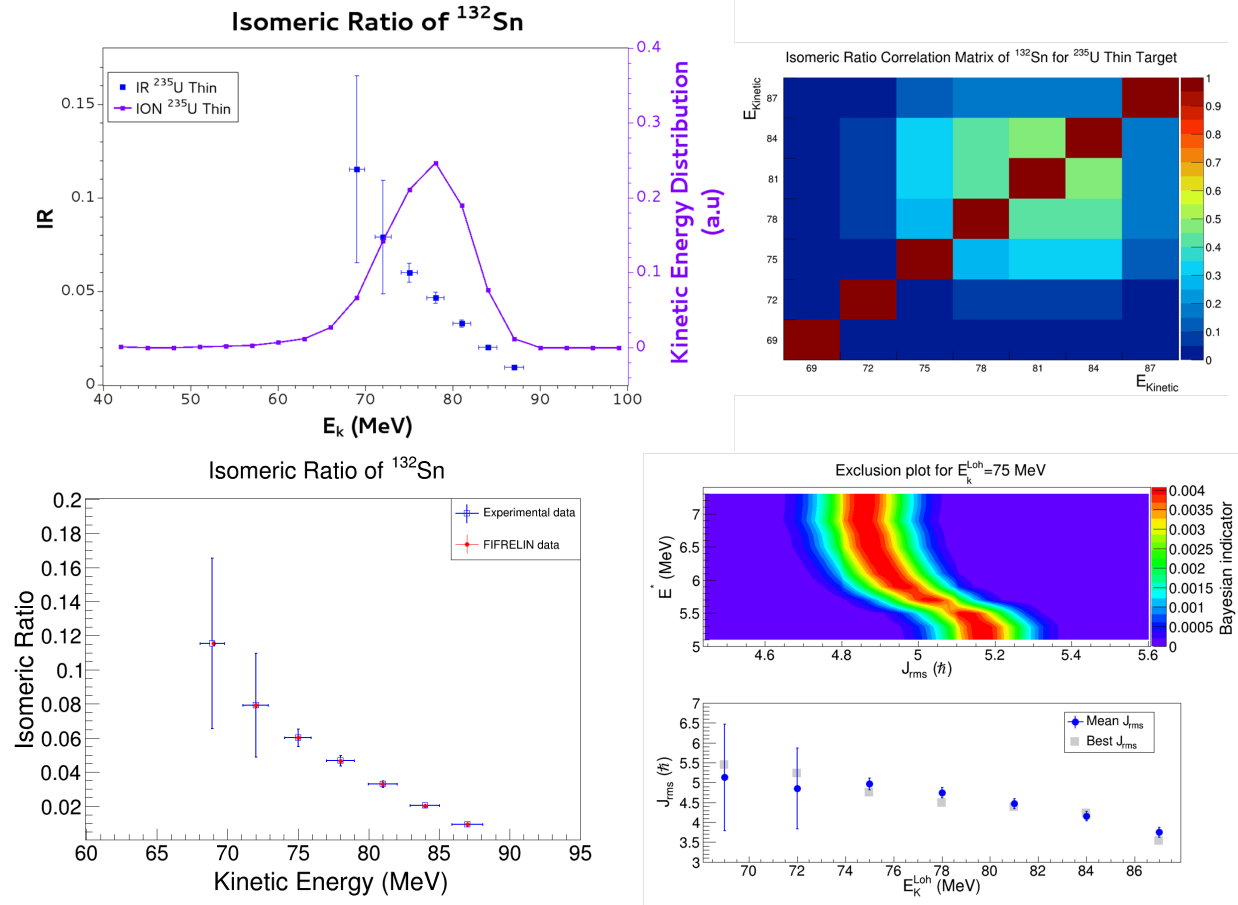 Isomeric Ratio of ¹³²Sn
IR ²³⁵U Thin
ION ²³⁵U Thin
IR
0.15
0.1
0.05
0
0.4
0.3
0.2
0.1
0
Kinetic Energy Distribution
(a.u)
40 50 60 70 80 90 100
Eₖ (MeV)
Isomeric Ratio Correlation Matrix of ¹³²Sn for ²³⁵U Thin Target
E_Kinetic
87
84
81
78
75
72
69
69 72 75 78 81 84 87
E_Kinetic
1
0.9
0.8
0.7
0.6
0.5
0.4
0.3
0.2
0.1
0
Isomeric Ratio of ¹³²Sn
Experimental data
FIFRELIN data
Isomeric Ratio
0.2
0.18
0.16
0.14
0.12
0.1
0.08
0.06
0.04
0.02
60 65 70 75 80 85 90 95
Kinetic Energy (MeV)
Exclusion plot for E_k^Loh=75 MeV
E* (MeV)
7
6.5
6
5.5
5
4.6 4.8 5 5.2 5.4 5.6
J_rms (ℏ)
0.004
0.0035
0.003
0.0025
0.002
0.0015
0.001
0.0005
0
Bayesian indicator
Mean J_rms
Best J_rms
J_rms (ℏ)
7
6.5
6
5.5
5
4.5
4
3.5
3
70 72 74 76 78 80 82 84 86
E_K^Loh (MeV)